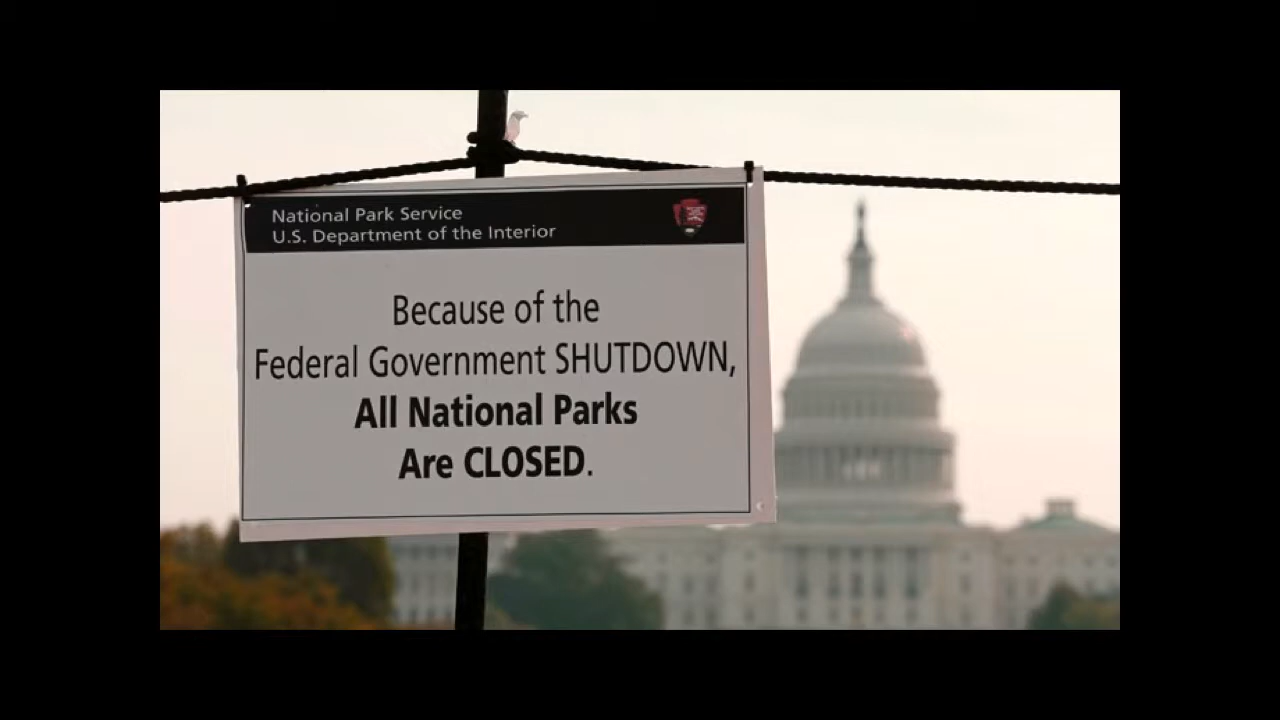 National Park Service
U.S. Department of the Interior
Because of the
Federal Government SHUTDOWN,
All National Parks
Are CLOSED.